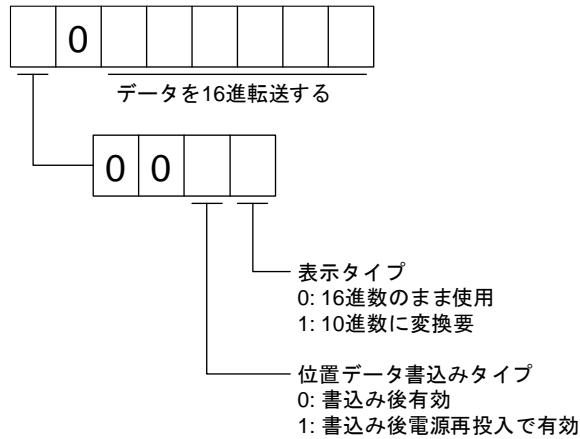 0
データを16進転送する
0 0
表示タイプ
0: 16進数のまま使用
1: 10進数に変換要
位置データ書込みタイプ
0: 書込み後有効
1: 書込み後電源再投入で有効